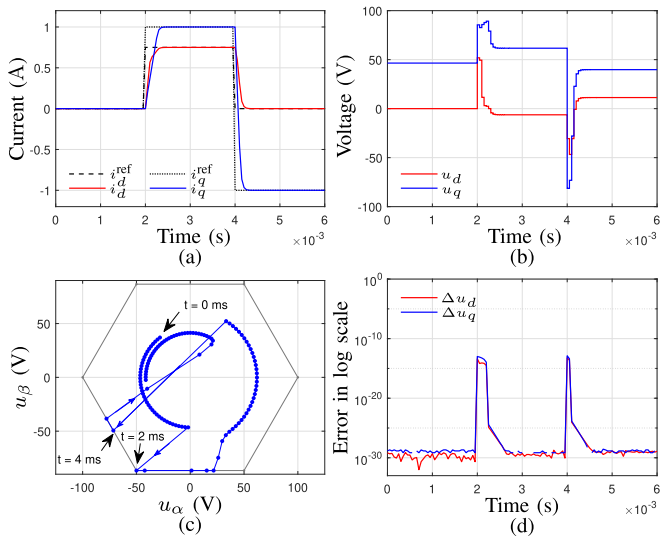 1
0.5
0
-0.5
-1
Current (A)
i_d^ref
i_q^ref
i_d
i_q
0 1 2 3 4 5 6
Time (s)
×10^-3
(a)
100
50
0
-50
-100
Voltage (V)
u_d
u_q
0 1 2 3 4 5 6
Time (s)
×10^-3
(b)
50
0
-50
u_β (V)
t = 0 ms
t = 2 ms
t = 4 ms
-100 -50 0 50 100
u_α (V)
(c)
10^0
10^-10
10^-20
10^-30
Error in log scale
Δu_d
Δu_q
0 1 2 3 4 5 6
Time (s)
×10^-3
(d)